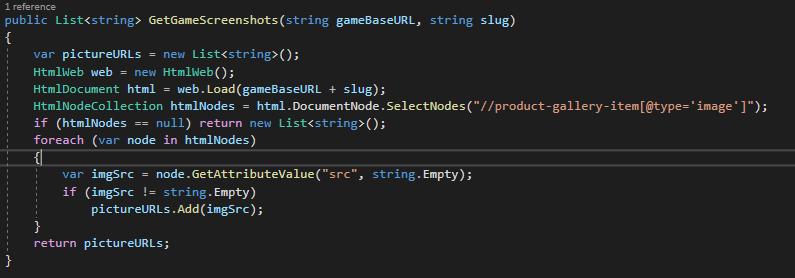 1 reference
public List<string> GetGameScreenshots(string gameBaseURL, string slug)
{
    var pictureURLs = new List<string>();
    HtmlWeb web = new HtmlWeb();
    HtmlDocument html = web.Load(gameBaseURL + slug);
    HtmlNodeCollection htmlNodes = html.DocumentNode.SelectNodes("//product-gallery-item[@type='image']");
    if (htmlNodes == null) return new List<string>();
    foreach (var node in htmlNodes)
    {
        var imgSrc = node.GetAttributeValue("src", string.Empty);
        if (imgSrc != string.Empty)
            pictureURLs.Add(imgSrc);
    }
    return pictureURLs;
}